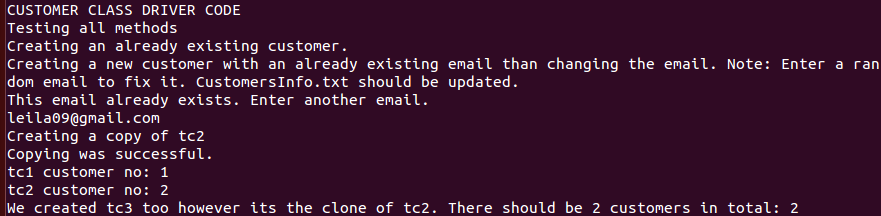 CUSTOMER CLASS DRIVER CODE
Testing all methods
Creating an already existing customer.
Creating a new customer with an already existing email than changing the email. Note: Enter a ran
dom email to fix it. CustomersInfo.txt should be updated.
This email already exists. Enter another email.
leila09@gmail.com
Creating a copy of tc2
Copying was successful.
tc1 customer no: 1
tc2 customer no: 2
We created tc3 too however its the clone of tc2. There should be 2 customers in total: 2